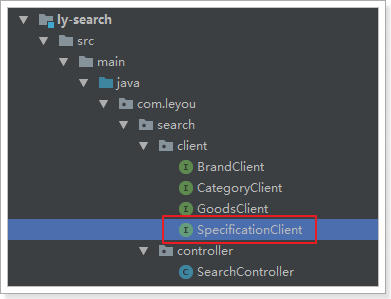 ly-search
src
main
java
com.leyou
search
client
I BrandClient
I CategoryClient
I GoodsClient
I SpecificationClient
controller
C SearchController